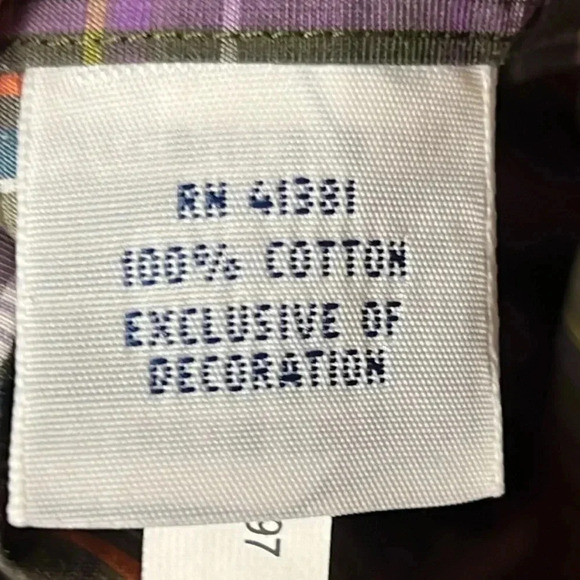 RN 41381
100% COTTON
EXCLUSIVE OF
DECORATION
97